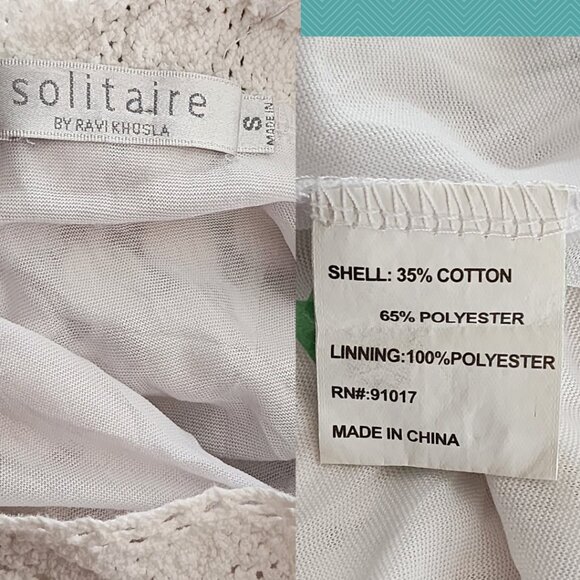 solitaire
BY RAVI KHOSLA
S
MADE IN
SHELL: 35% COTTON
65% POLYESTER
LINNING:100%POLYESTER
RN#:91017
MADE IN CHINA